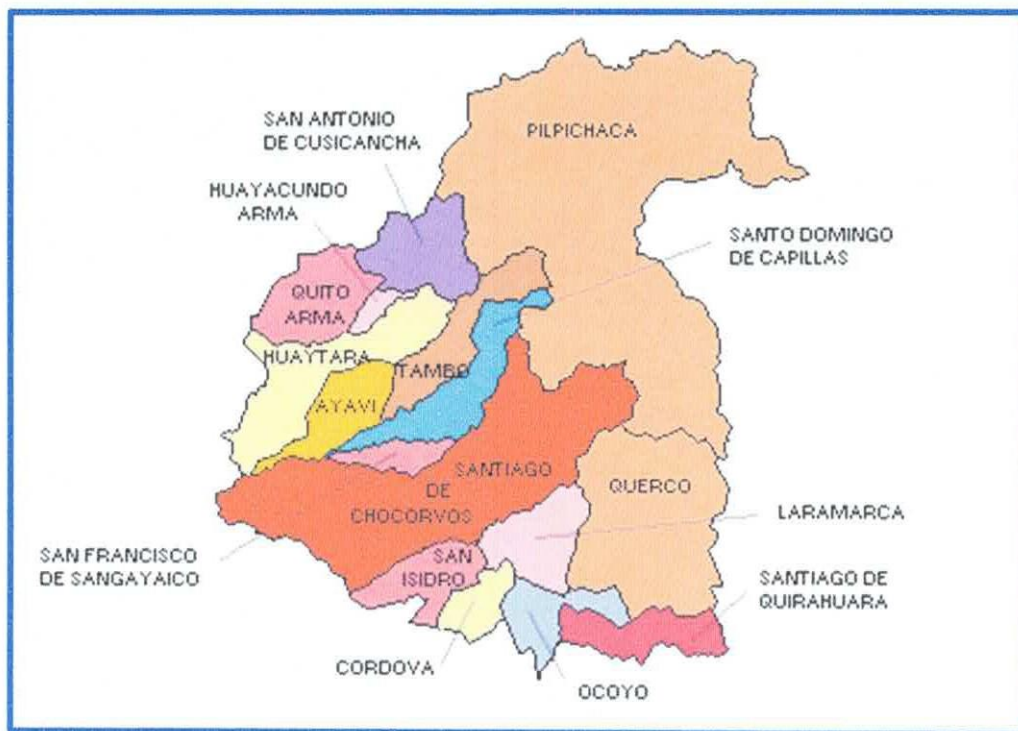 PILPICHACA
SAN ANTONIO
DE CUSICANCHA
HUAYACUNDO
ARMA
SANTO DOMINGO
DE CAPILLAS
QUITO
ARMA
HUAYTARA
TAMBO
AYAVI
SANTIAGO
DE
CHOCORVOS
QUERCO
LARAMARCA
SAN FRANCISCO
DE SANGAYAICO
SAN
ISIDRO
SANTIAGO DE
QUIRAHUARA
CORDOVA
OCOYO